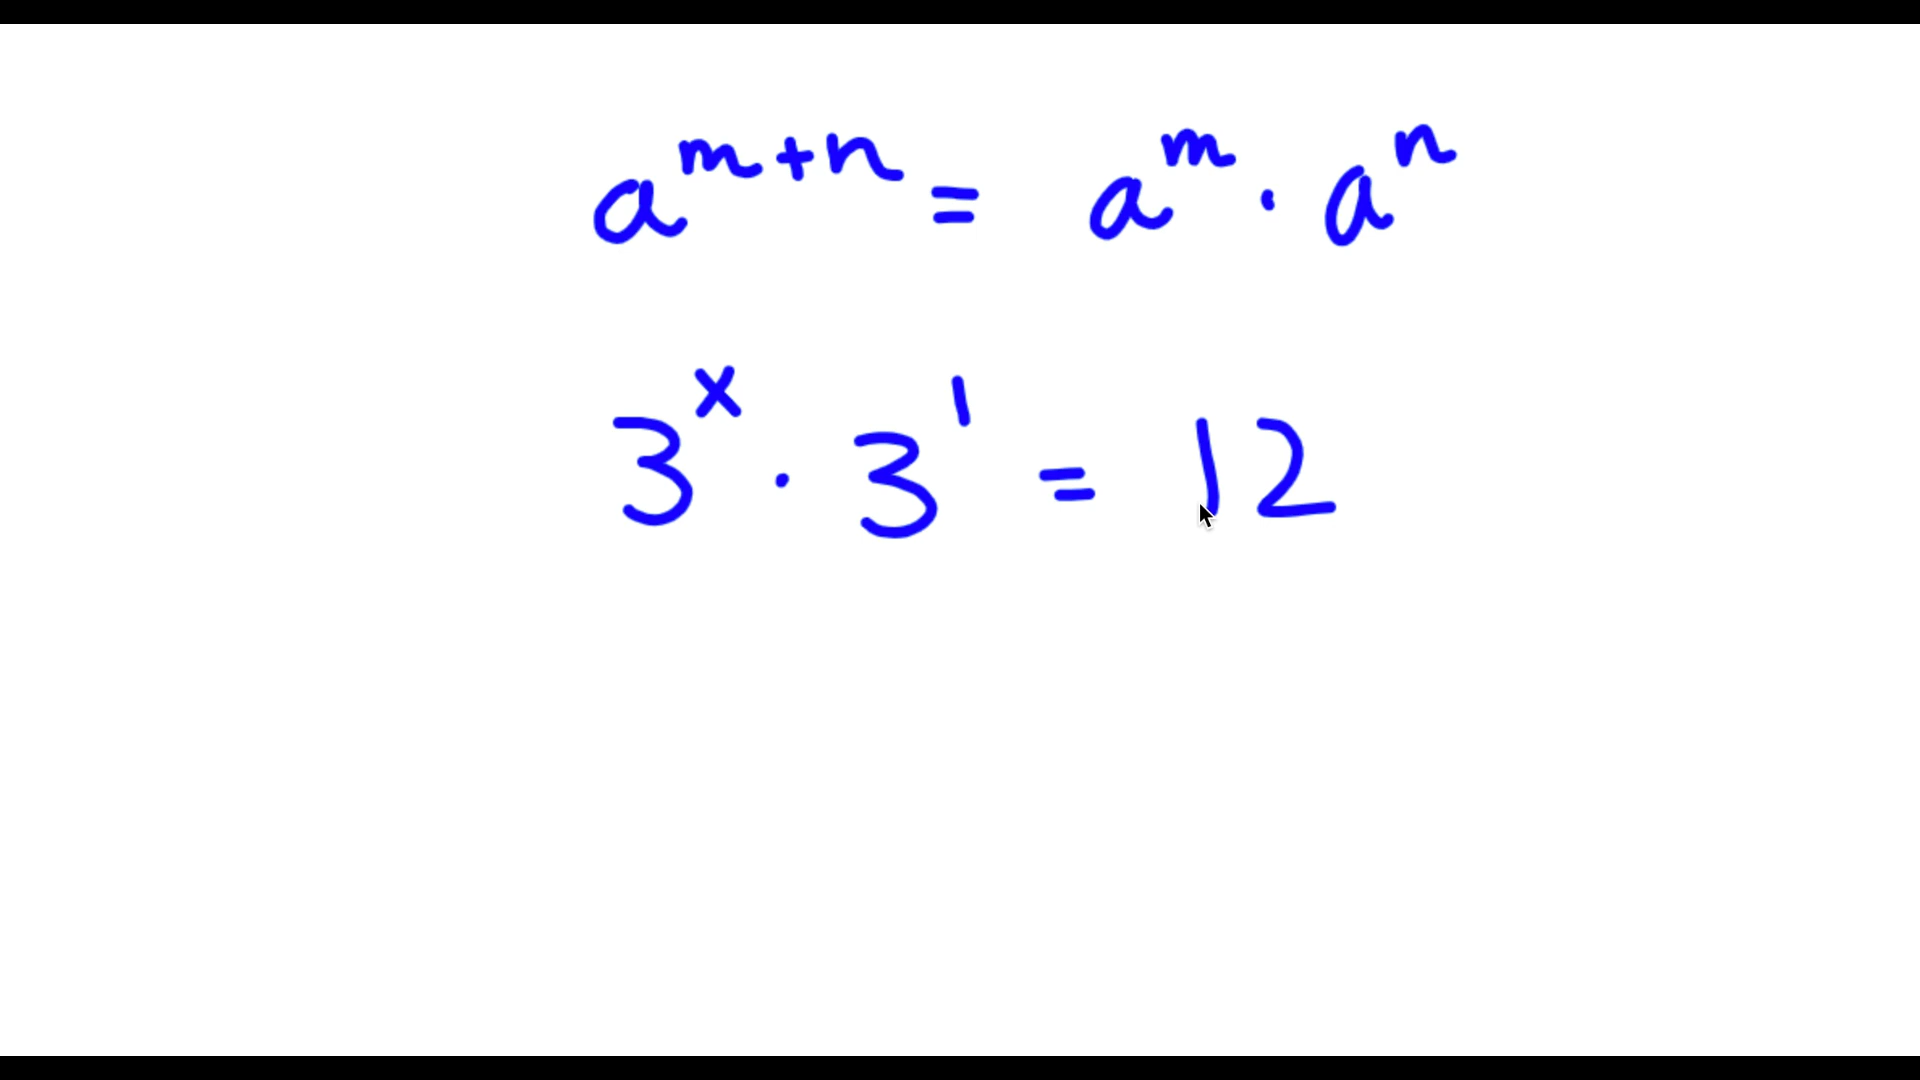 a^{m+n} = a^m · a^n
3^x · 3^1 = 12